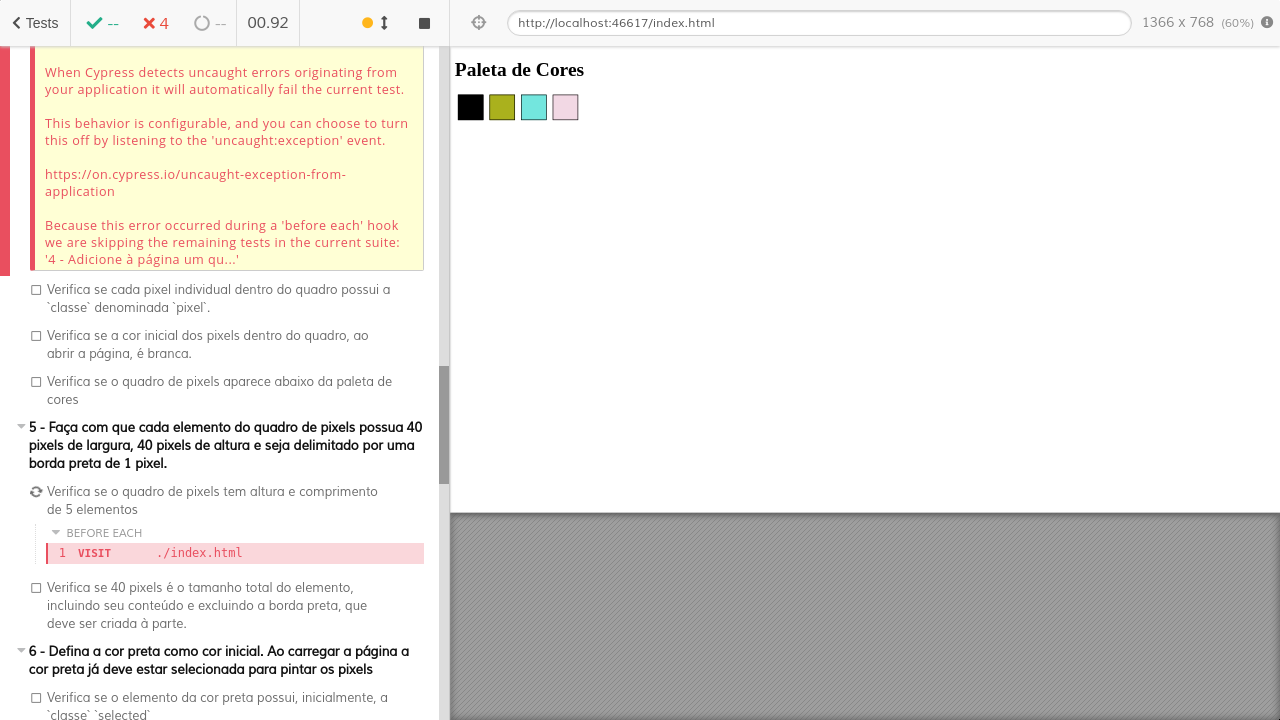 Tests
--
4
--
00.92
http://localhost:46617/index.html
1366 x 768 (60%)
When Cypress detects uncaught errors originating from
your application it will automatically fail the current test.
This behavior is configurable, and you can choose to turn
this off by listening to the 'uncaught:exception' event.
https://on.cypress.io/uncaught-exception-from-
application
Because this error occurred during a 'before each' hook
we are skipping the remaining tests in the current suite:
'4 - Adicione à página um qu...'
Verifica se cada pixel individual dentro do quadro possui a
`classe` denominada `pixel`.
Verifica se a cor inicial dos pixels dentro do quadro, ao
abrir a página, é branca.
Verifica se o quadro de pixels aparece abaixo da paleta de
cores
5 - Faça com que cada elemento do quadro de pixels possua 40
pixels de largura, 40 pixels de altura e seja delimitado por uma
borda preta de 1 pixel.
Verifica se o quadro de pixels tem altura e comprimento
de 5 elementos
BEFORE EACH
1 VISIT ./index.html
Verifica se 40 pixels é o tamanho total do elemento,
incluindo seu conteúdo e excluindo a borda preta, que
deve ser criada à parte.
6 - Defina a cor preta como cor inicial. Ao carregar a página a
cor preta já deve estar selecionada para pintar os pixels
Verifica se o elemento da cor preta possui, inicialmente, a
`classe` `selected`
Paleta de Cores